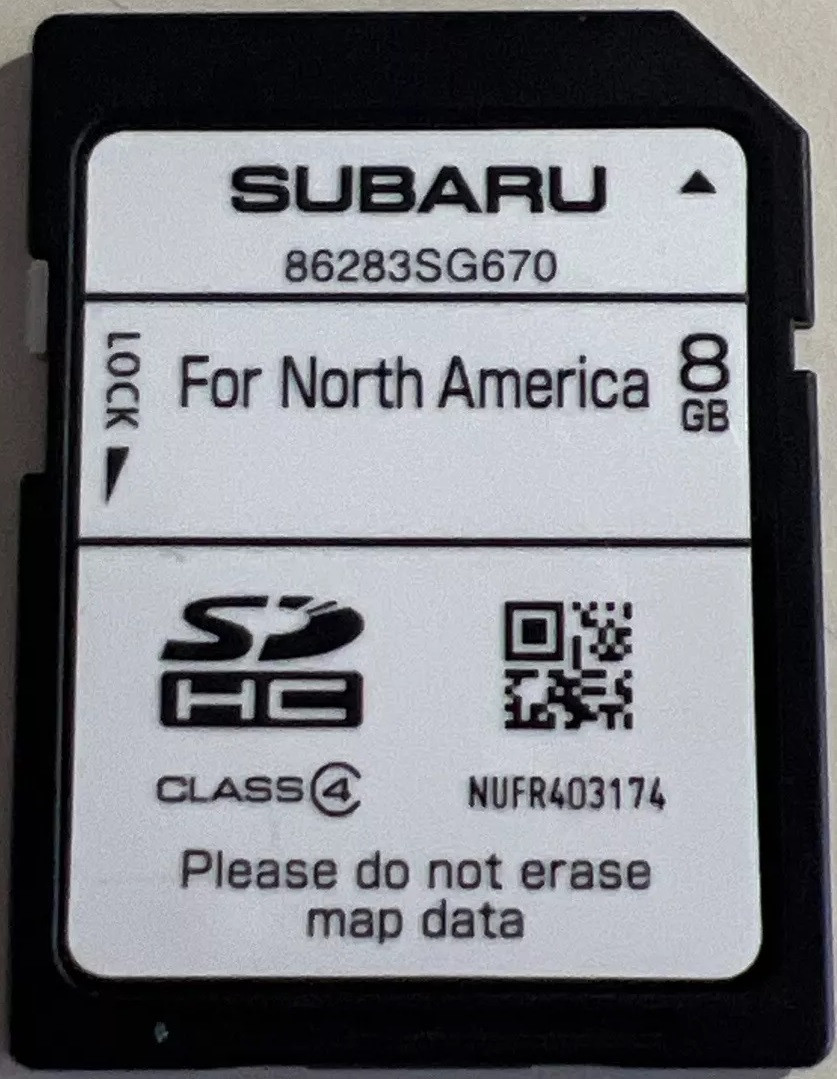 SUBARU
86283SG670
LOCK
For North America
8
GB
SD
HC
CLASS 4
NUFR403174
Please do not erase
map data